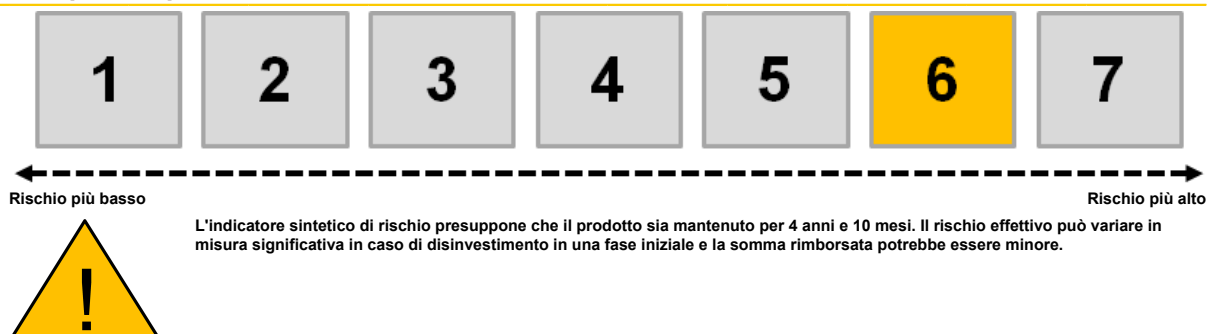 1 2 3 4 5 6 7
Rischio più basso Rischio più alto
L'indicatore sintetico di rischio presuppone che il prodotto sia mantenuto per 4 anni e 10 mesi. Il rischio effettivo può variare in
misura significativa in caso di disinvestimento in una fase iniziale e la somma rimborsata potrebbe essere minore.
!